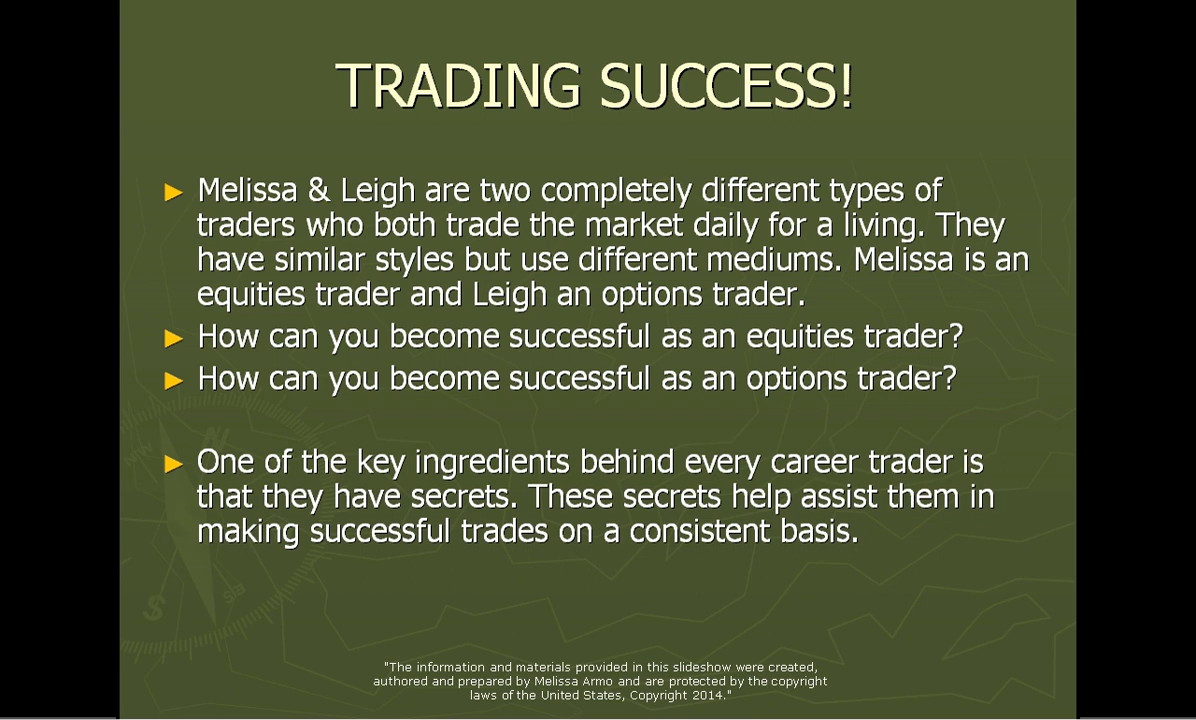 TRADING SUCCESS!
► Melissa & Leigh are two completely different types of
traders who both trade the market daily for a living. They
have similar styles but use different mediums. Melissa is an
equities trader and Leigh an options trader.
► How can you become successful as an equities trader?
► How can you become successful as an options trader?
► One of the key ingredients behind every career trader is
that they have secrets. These secrets help assist them in
making successful trades on a consistent basis.
"The information and materials provided in this slideshow were created,
authored and prepared by Melissa Armo and are protected by the copyright
laws of the United States, Copyright 2014."